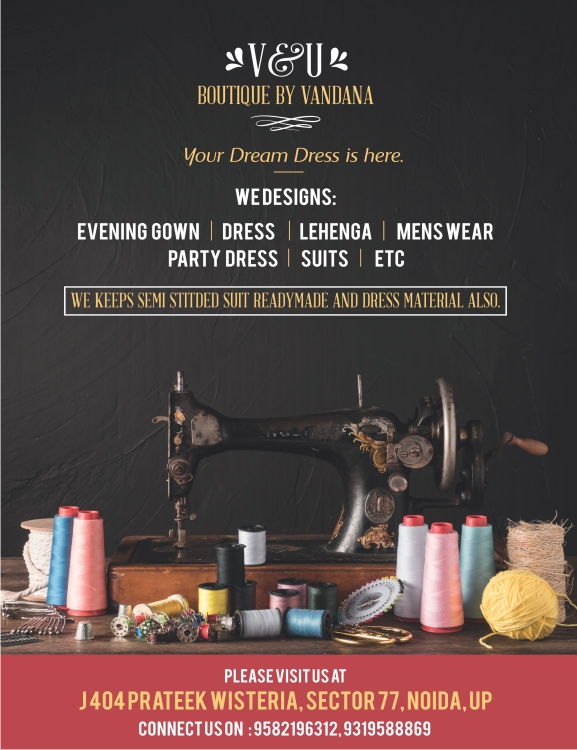 V&U
BOUTIQUE BY VANDANA
Your Dream Dress is here.
WE DESIGNS:
EVENING GOWN | DRESS | LEHENGA | MENS WEAR
PARTY DRESS | SUITS | ETC
WE KEEPS SEMI STITDED SUIT READYMADE AND DRESS MATERIAL ALSO.
PLEASE VISIT US AT
J 404 PRATEEK WISTERIA, SECTOR 77, NOIDA, UP
CONNECT US ON : 9582196312, 9319588869